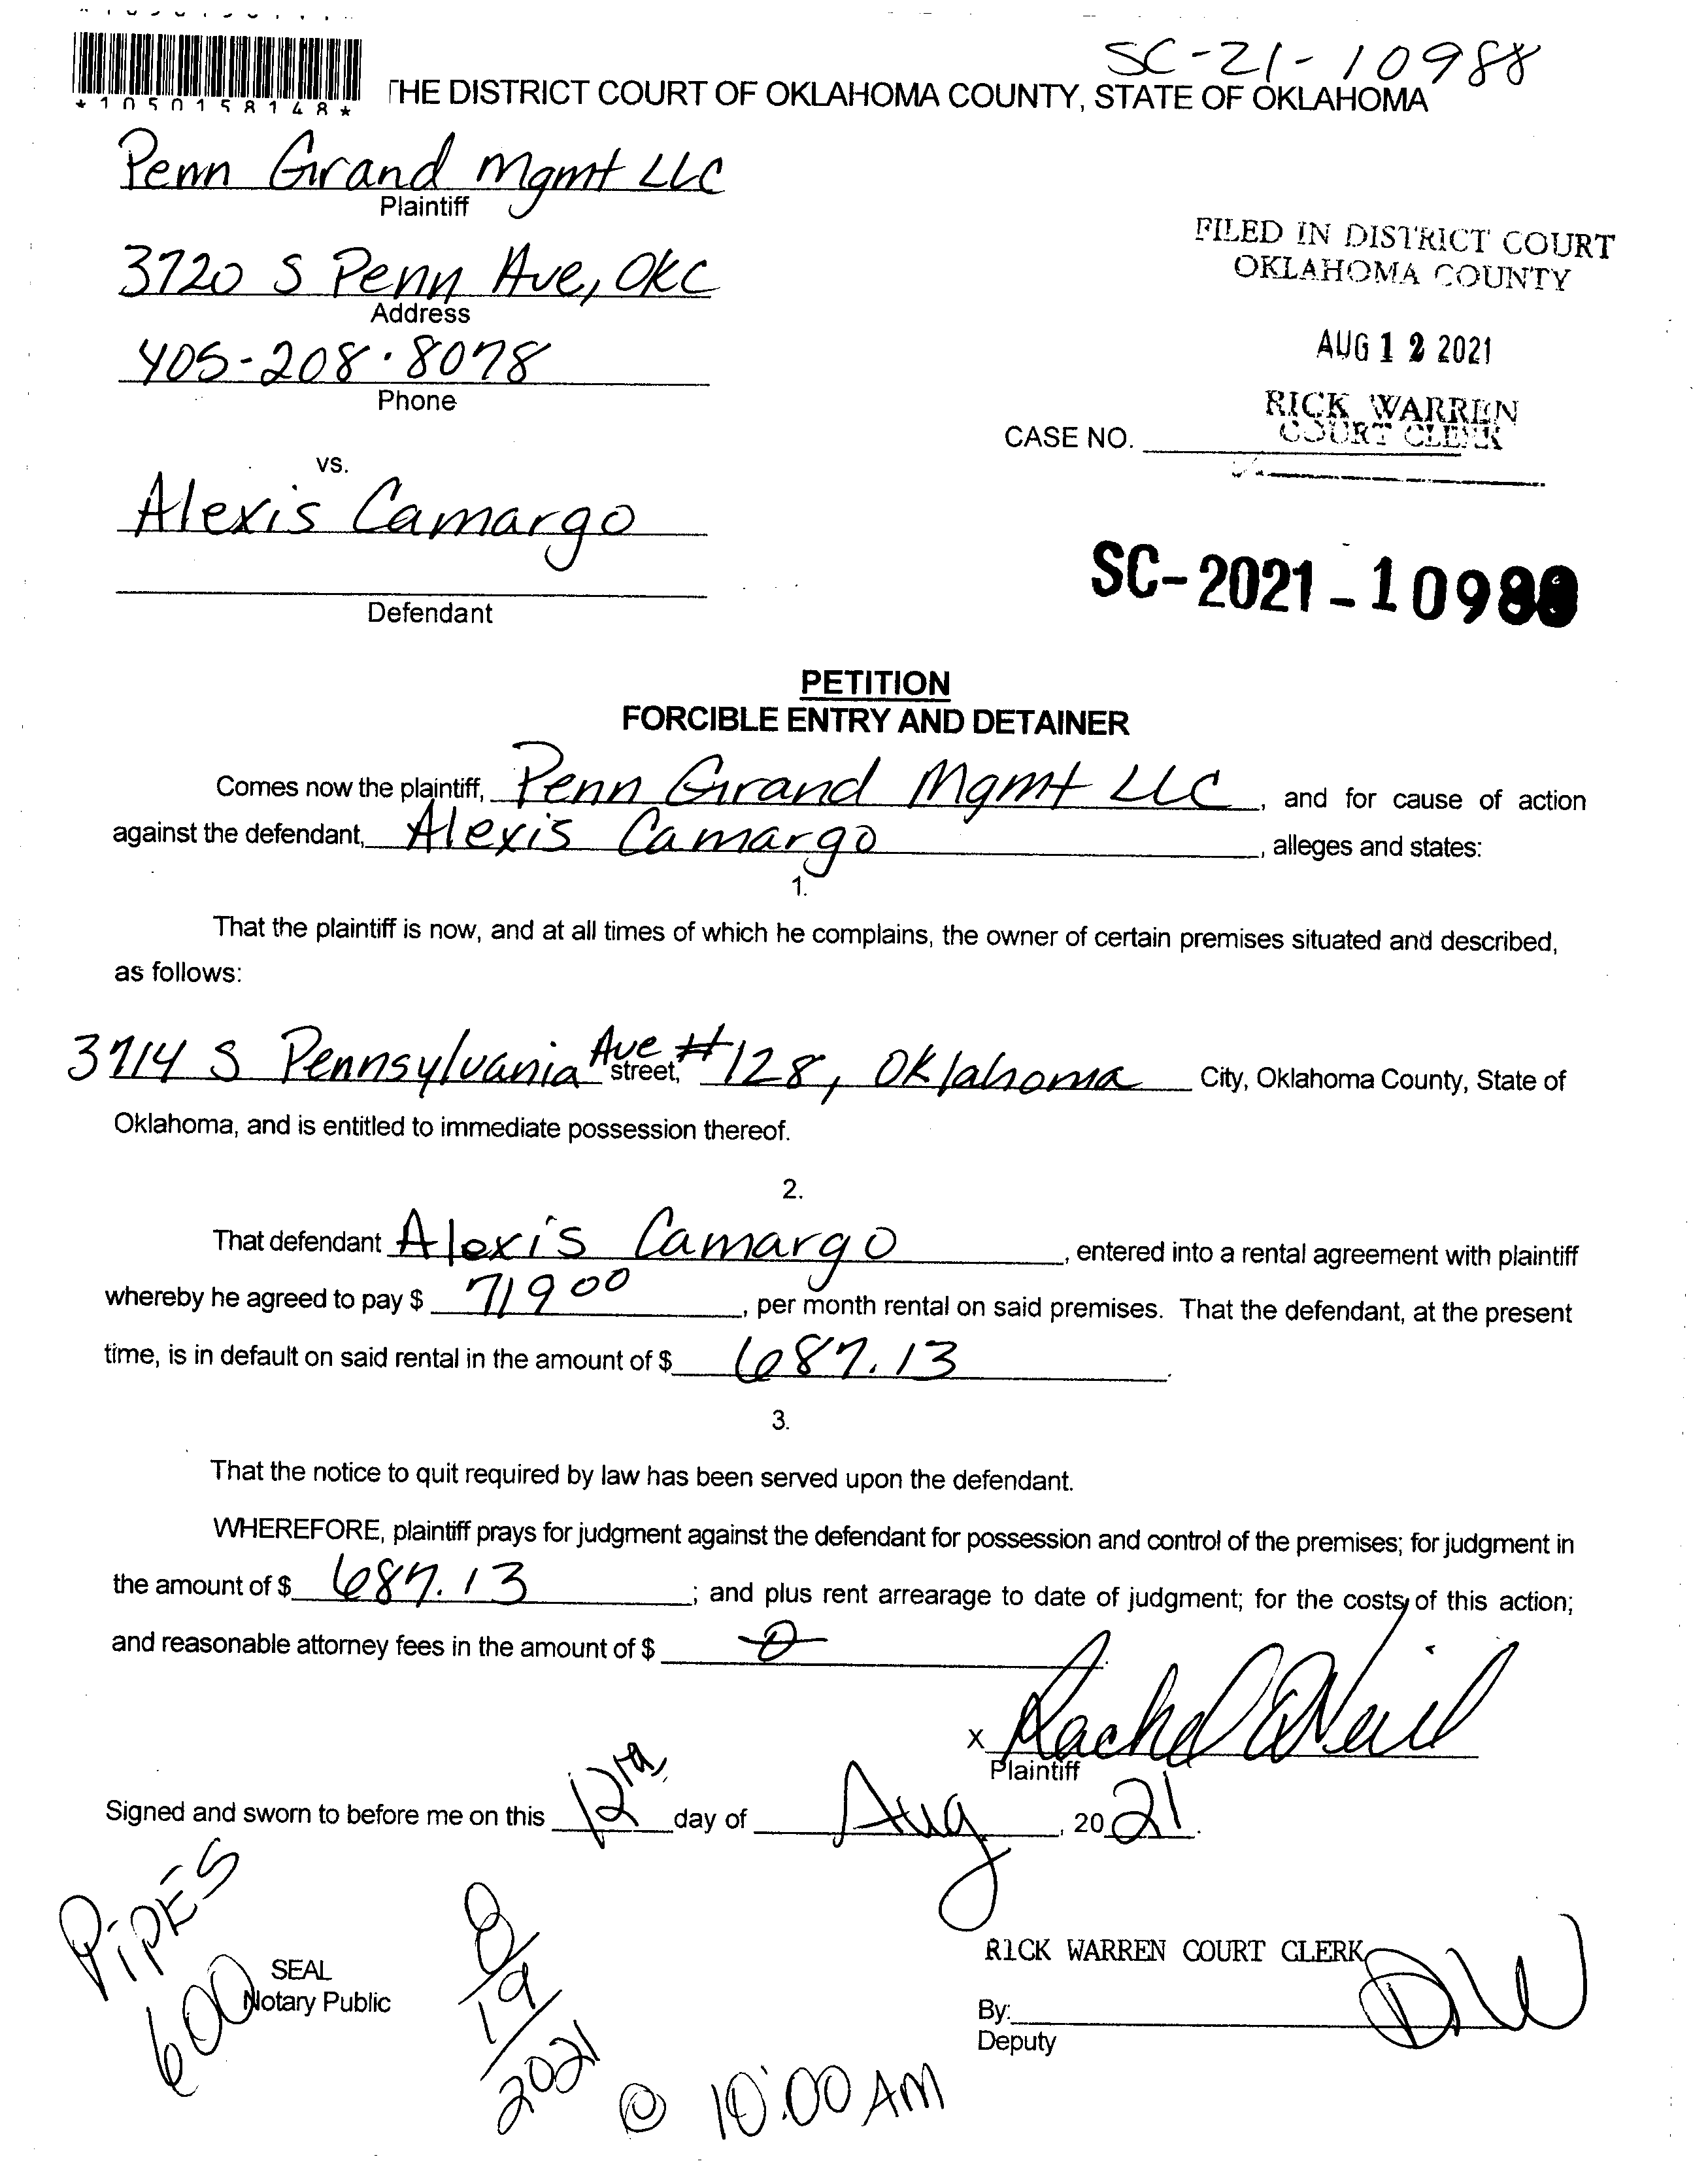 SC-21-10988
*1050158148*
THE DISTRICT COURT OF OKLAHOMA COUNTY, STATE OF OKLAHOMA
Penn Grand Mgmt LLC
Plaintiff
3720 S Penn Ave, OKC
Address
405-208-8078
Phone
FILED IN DISTRICT COURT
OKLAHOMA COUNTY
AUG 12 2021
RICK WARREN
COURT CLERK
CASE NO.
vs.
Alexis Camargo
Defendant
SC-2021-10988
PETITION
FORCIBLE ENTRY AND DETAINER
Comes now the plaintiff, Penn Grand Mgmt LLC, and for cause of action
against the defendant, Alexis Camargo, alleges and states:
1.
That the plaintiff is now, and at all times of which he complains, the owner of certain premises situated and described,
as follows:
3714 S Pennsylvania Ave street, #128, Oklahoma City, Oklahoma County, State of
Oklahoma, and is entitled to immediate possession thereof.
2.
That defendant Alexis Camargo, entered into a rental agreement with plaintiff
whereby he agreed to pay $ 719 00, per month rental on said premises. That the defendant, at the present
time, is in default on said rental in the amount of $ 687.13.
3.
That the notice to quit required by law has been served upon the defendant.
WHEREFORE, plaintiff prays for judgment against the defendant for possession and control of the premises; for judgment in
the amount of $ 687.13; and plus rent arrearage to date of judgment; for the costs of this action;
and reasonable attorney fees in the amount of $ 0.
X Rachel O'Neil
Plaintiff
Signed and sworn to before me on this 12 day of Aug, 2021.
PIPES
600
SEAL
Notary Public
8/19/2021 @ 10:00 AM
RICK WARREN COURT CLERK
By: DW
Deputy